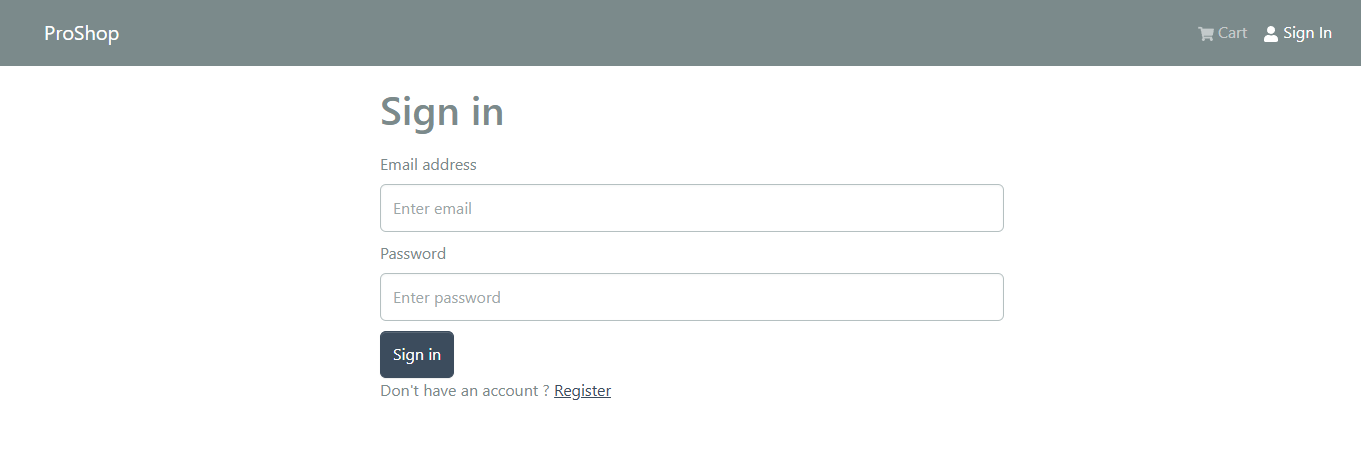 ProShop
Cart
Sign In
Sign in
Email address
Enter email
Password
Enter password
Sign in
Don't have an account ? Register